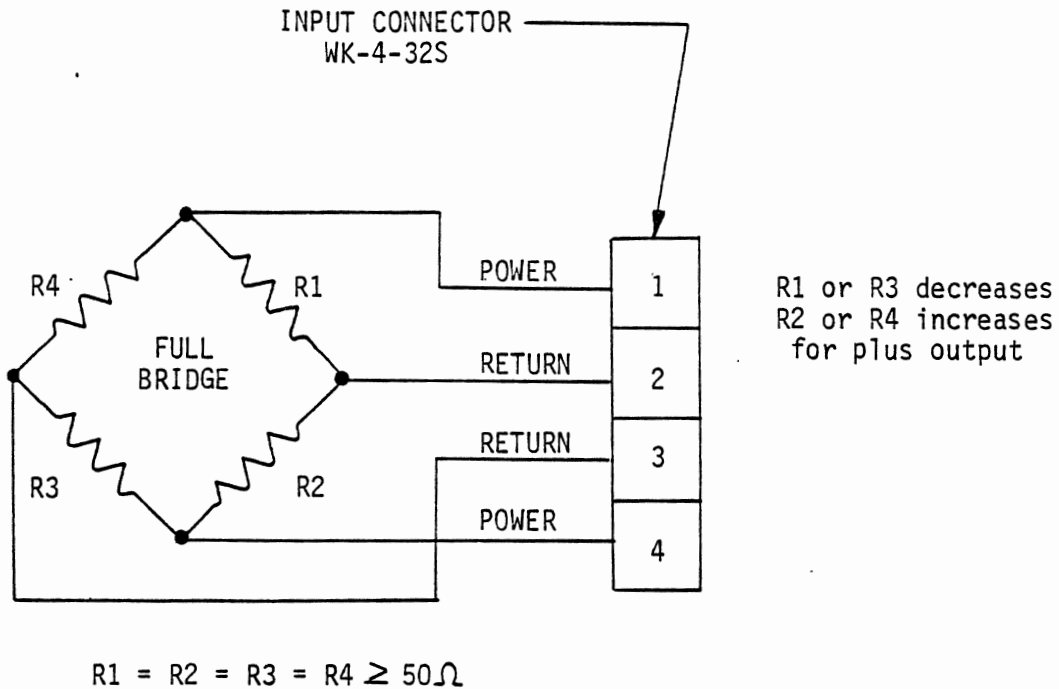 INPUT CONNECTOR
WK-4-32S
R4
R1
POWER
1
R1 or R3 decreases
R2 or R4 increases
for plus output
FULL
BRIDGE
RETURN
2
RETURN
3
R3
R2
POWER
4
R1 = R2 = R3 = R4 ≥ 50Ω